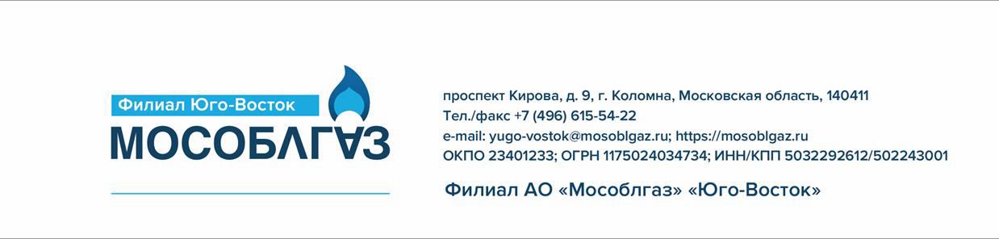 Филиал Юго-Восток
МОСОБЛГАЗ
проспект Кирова, д. 9, г. Коломна, Московская область, 140411
Тел./факс +7 (496) 615-54-22
e-mail: yugo-vostok@mosoblgaz.ru; https://mosoblgaz.ru
ОКПО 23401233; ОГРН 1175024034734; ИНН/КПП 5032292612/502243001
Филиал АО «Мособлгаз» «Юго-Восток»